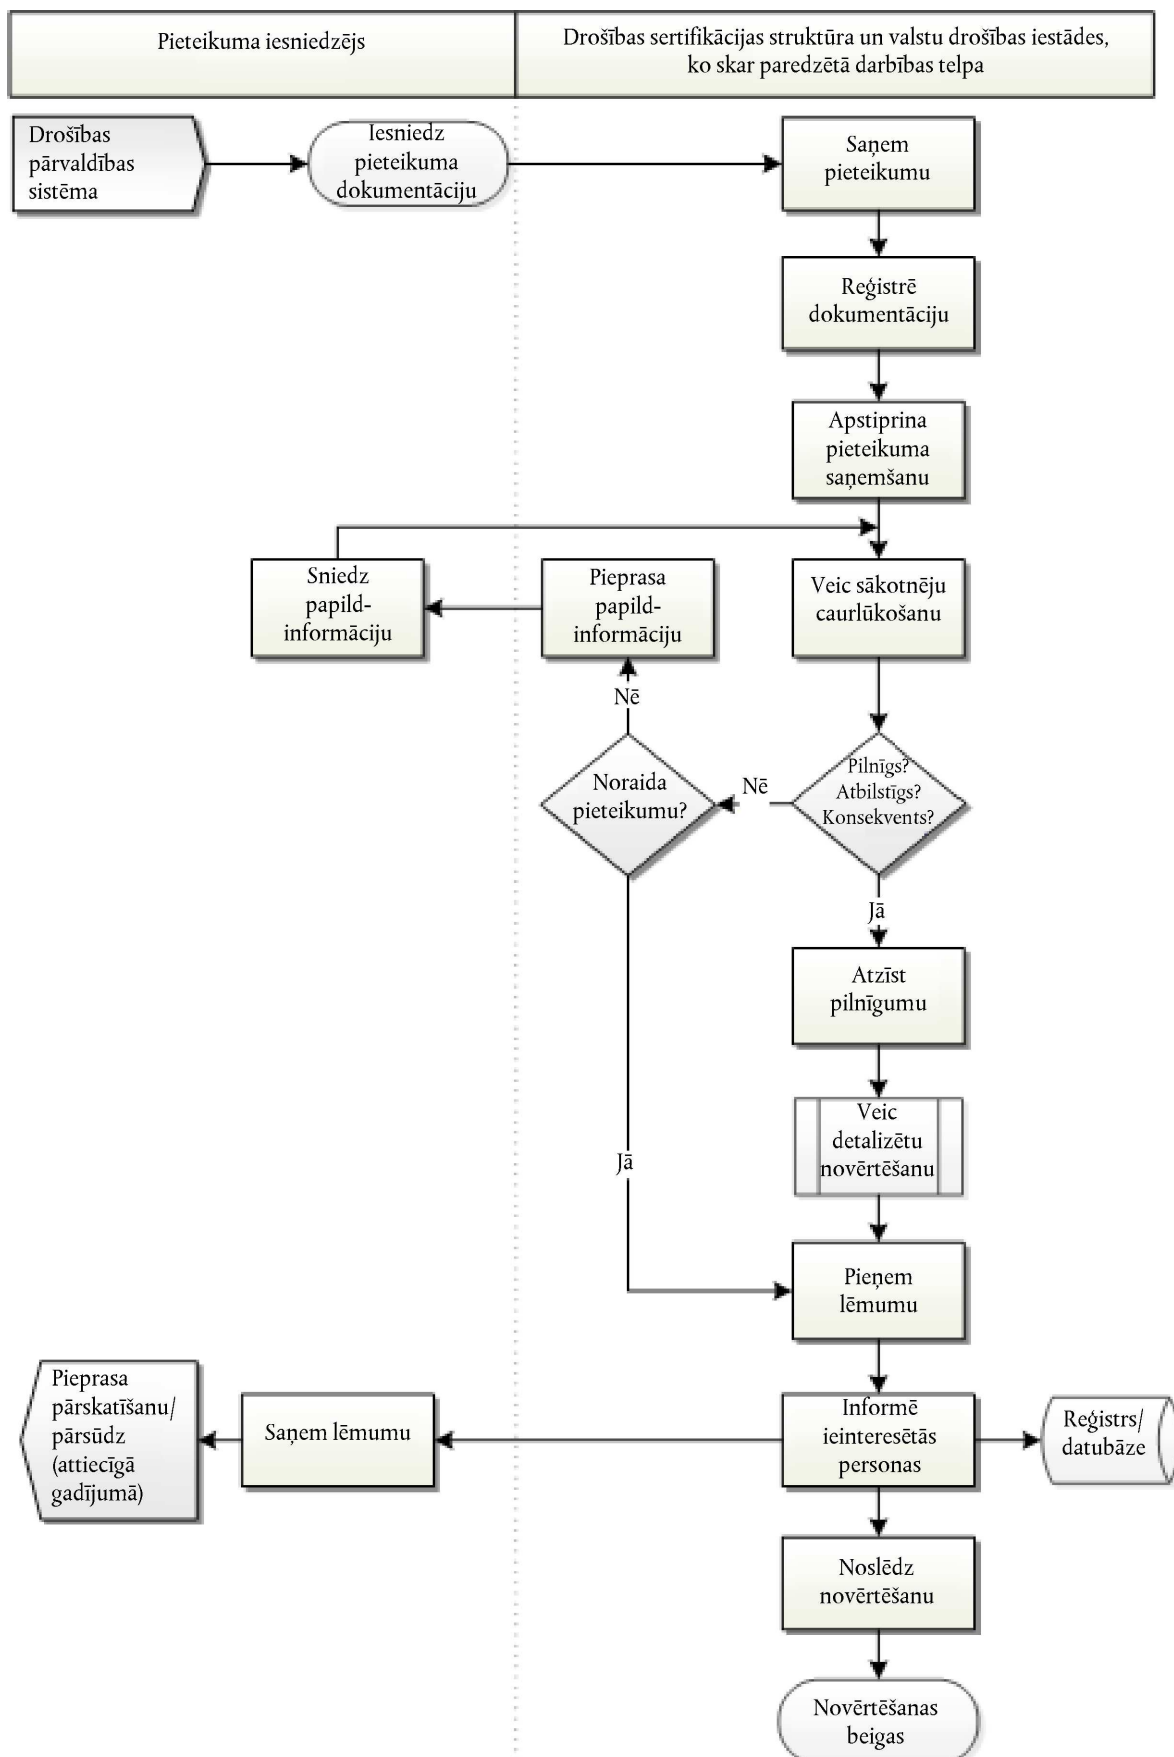 Pieteikuma iesniedzējs
Drošības sertifikācijas struktūra un valstu drošības iestādes,
ko skar paredzētā darbības telpa
Drošības
pārvaldības
sistēma
Iesniedz
pieteikuma
dokumentāciju
Saņem
pieteikumu
Reģistrē
dokumentāciju
Apstiprina
pieteikuma
saņemšanu
Sniedz
papild-
informāciju
Pieprasa
papild-
informāciju
Veic sākotnēju
caurlūkošanu
Nē
Noraida
pieteikumu?
Nē
Pilnīgs?
Atbilstīgs?
Konsekvents?
Jā
Atzīst
pilnīgumu
Veic
detalizētu
novērtēšanu
Jā
Pieņem
lēmumu
Pieprasa
pārskatīšanu/
pārsūdz
(attiecīgā
gadījumā)
Saņem lēmumu
Informē
ieinteresētās
personas
Reģistrs/
datubāze
Noslēdz
novērtēšanu
Novērtēšanas
beigas